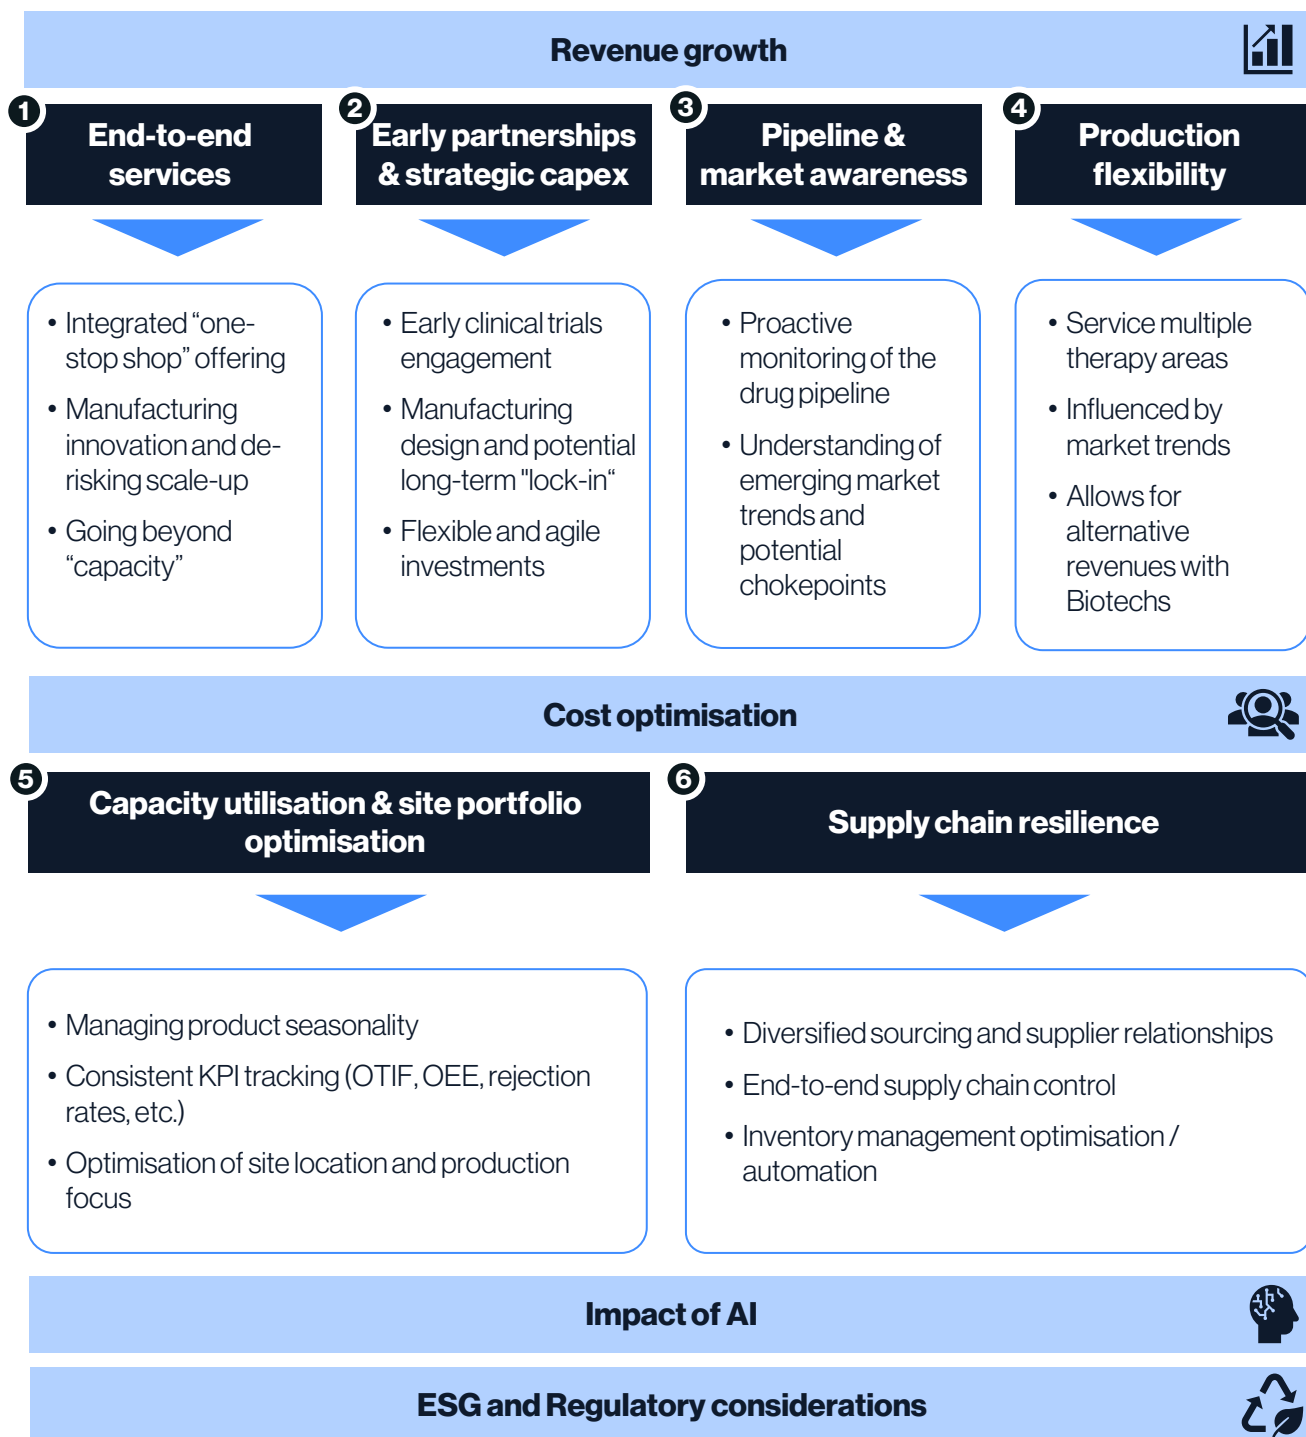 Revenue growth
1
End-to-end
services
2
Early partnerships
& strategic capex
3
Pipeline &
market awareness
4
Production
flexibility
• Integrated “one-
stop shop” offering
• Manufacturing
innovation and de-
risking scale-up
• Going beyond
“capacity”
• Early clinical trials
engagement
• Manufacturing
design and potential
long-term "lock-in“
• Flexible and agile
investments
• Proactive
monitoring of the
drug pipeline
• Understanding of
emerging market
trends and
potential
chokepoints
• Service multiple
therapy areas
• Influenced by
market trends
• Allows for
alternative
revenues with
Biotechs
Cost optimisation
5
Capacity utilisation & site portfolio
optimisation
6
Supply chain resilience
• Managing product seasonality
• Consistent KPI tracking (OTIF, OEE, rejection
rates, etc.)
• Optimisation of site location and production
focus
• Diversified sourcing and supplier relationships
• End-to-end supply chain control
• Inventory management optimisation /
automation
Impact of AI
ESG and Regulatory considerations